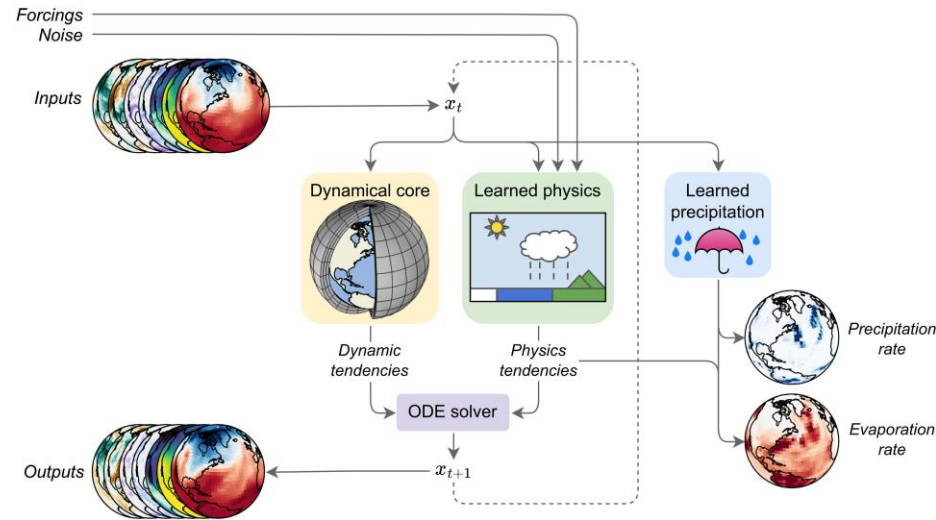 Forcings
Noise
Inputs
x_t
Dynamical core
Learned physics
Learned
precipitation
Dynamic
tendencies
Physics
tendencies
Precipitation
rate
ODE solver
Evaporation
rate
Outputs
x_{t+1}